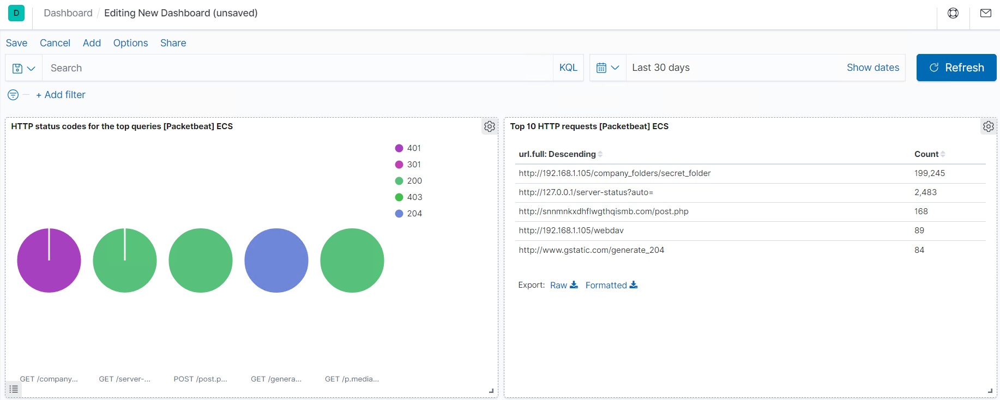 D Dashboard / Editing New Dashboard (unsaved)
Save Cancel Add Options Share
Search KQL Last 30 days Show dates Refresh
+ Add filter
HTTP status codes for the top queries [Packetbeat] ECS
401
301
200
403
204
GET /company...
GET /server-...
POST /post.p...
GET /genera...
GET /p.media...
Top 10 HTTP requests [Packetbeat] ECS
url.full: Descending Count
http://192.168.1.105/company_folders/secret_folder 199,245
http://127.0.0.1/server-status?auto= 2,483
http://snnmnkxdhflwgthqismb.com/post.php 168
http://192.168.1.105/webdav 89
http://www.gstatic.com/generate_204 84
Export: Raw Formatted